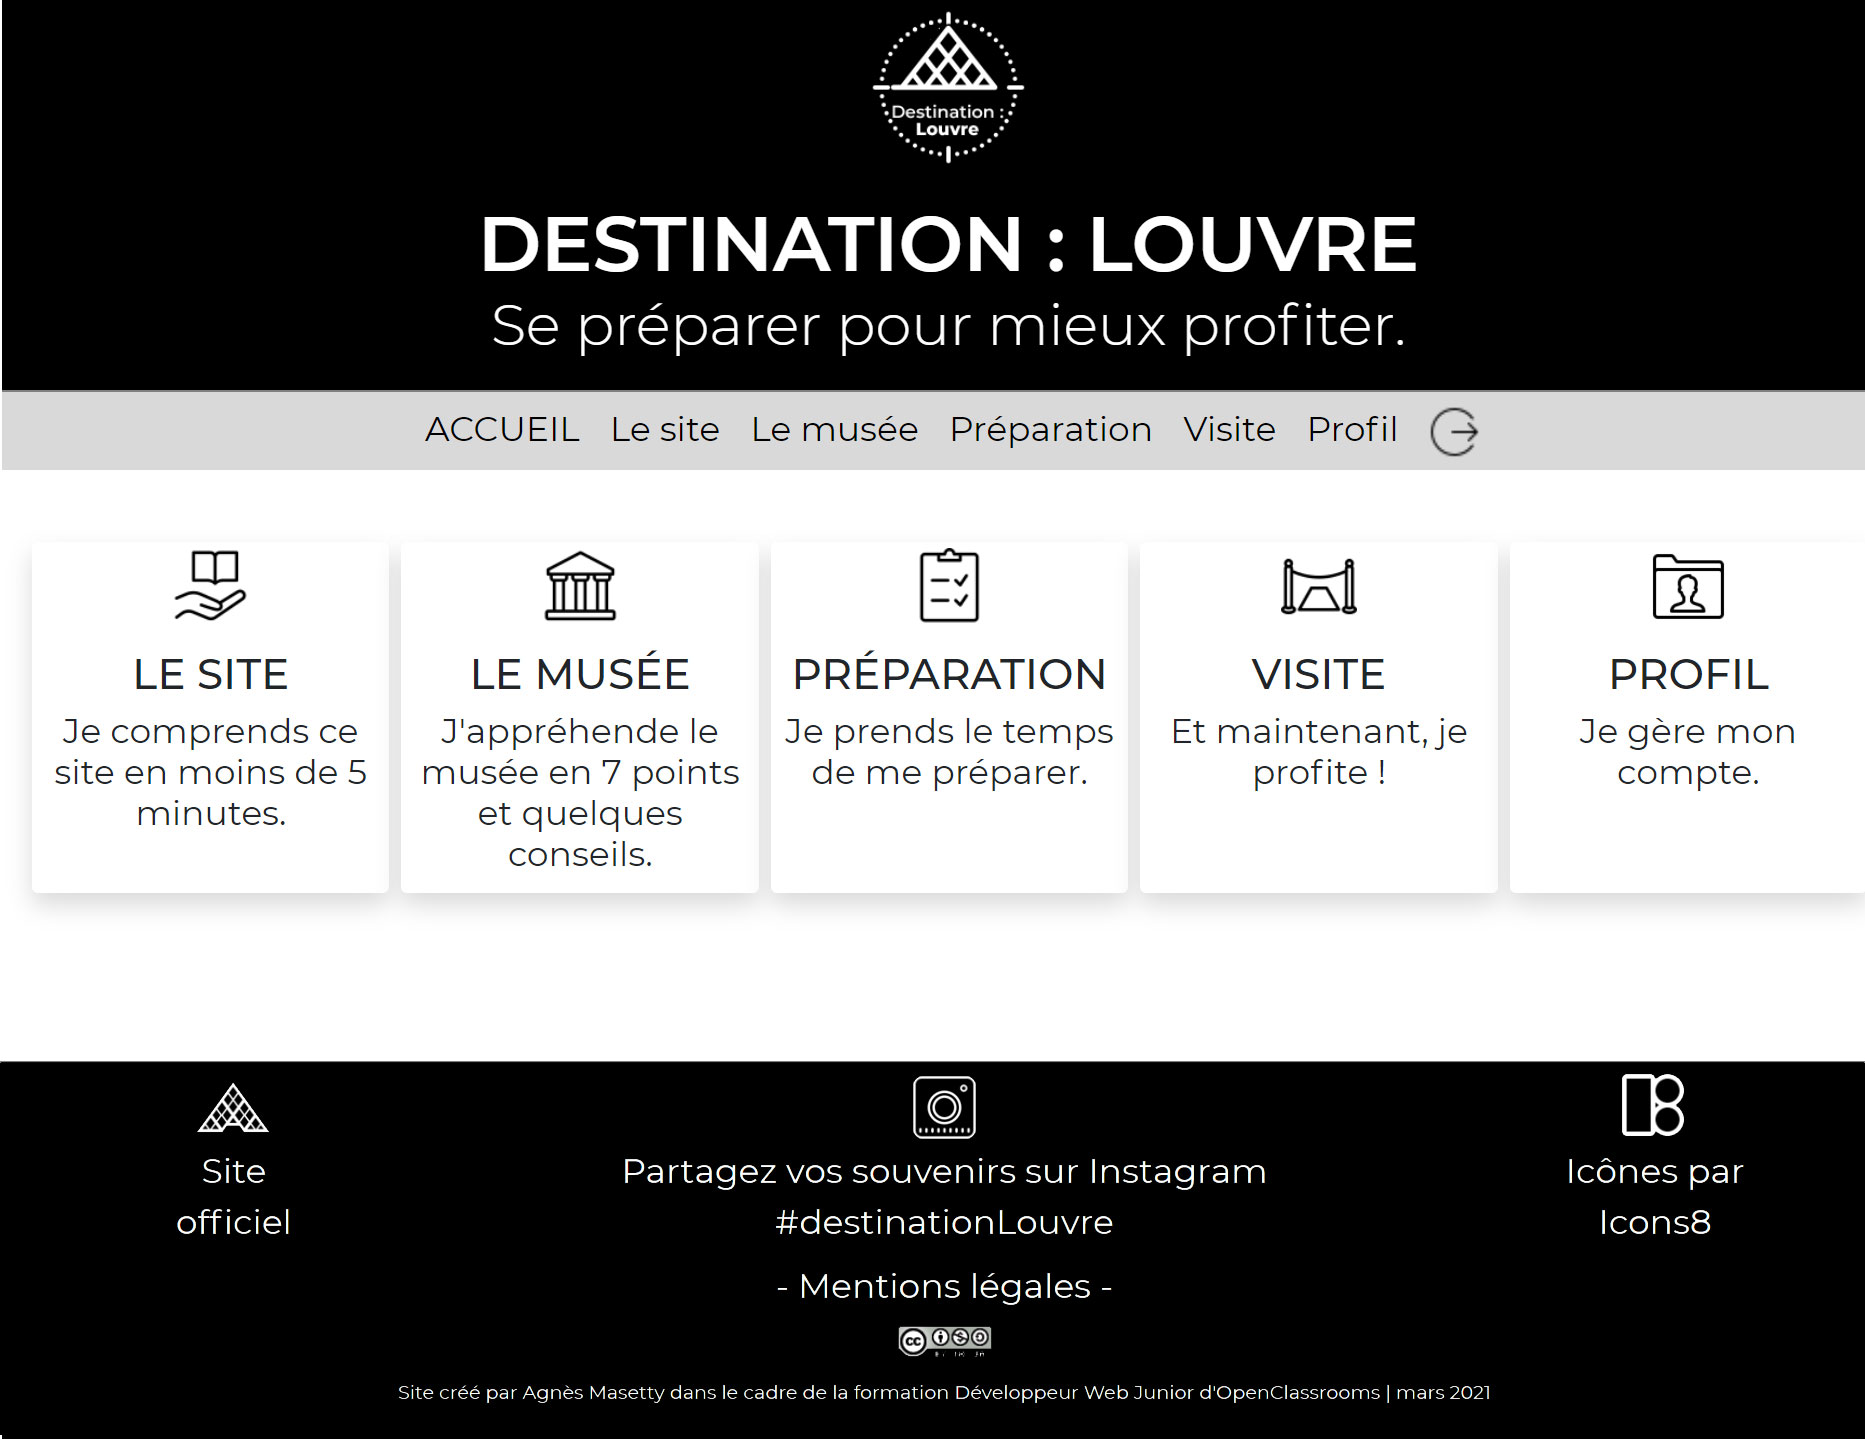 Destination :
Louvre
DESTINATION : LOUVRE
Se préparer pour mieux profiter.
ACCUEIL Le site Le musée Préparation Visite Profil
LE SITE
Je comprends ce
site en moins de 5
minutes.
LE MUSÉE
J'appréhende le
musée en 7 points
et quelques
conseils.
PRÉPARATION
Je prends le temps
de me préparer.
VISITE
Et maintenant, je
profite !
PROFIL
Je gère mon
compte.
Site
officiel
Partagez vos souvenirs sur Instagram
#destinationLouvre
Icônes par
Icons8
- Mentions légales -
cc
Site créé par Agnès Masetty dans le cadre de la formation Développeur Web Junior d'OpenClassrooms | mars 2021